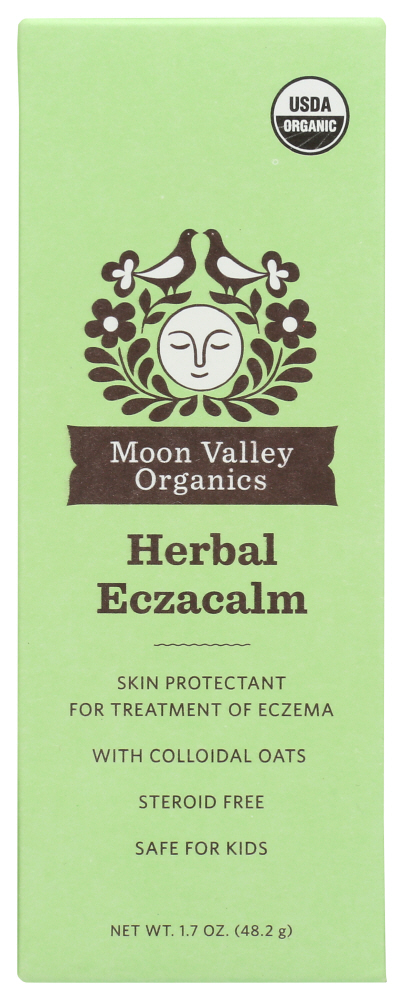 USDA
ORGANIC
Moon Valley
Organics
Herbal
Eczacalm
SKIN PROTECTANT
FOR TREATMENT OF ECZEMA
WITH COLLOIDAL OATS
STEROID FREE
SAFE FOR KIDS
NET WT. 1.7 OZ. (48.2 g)